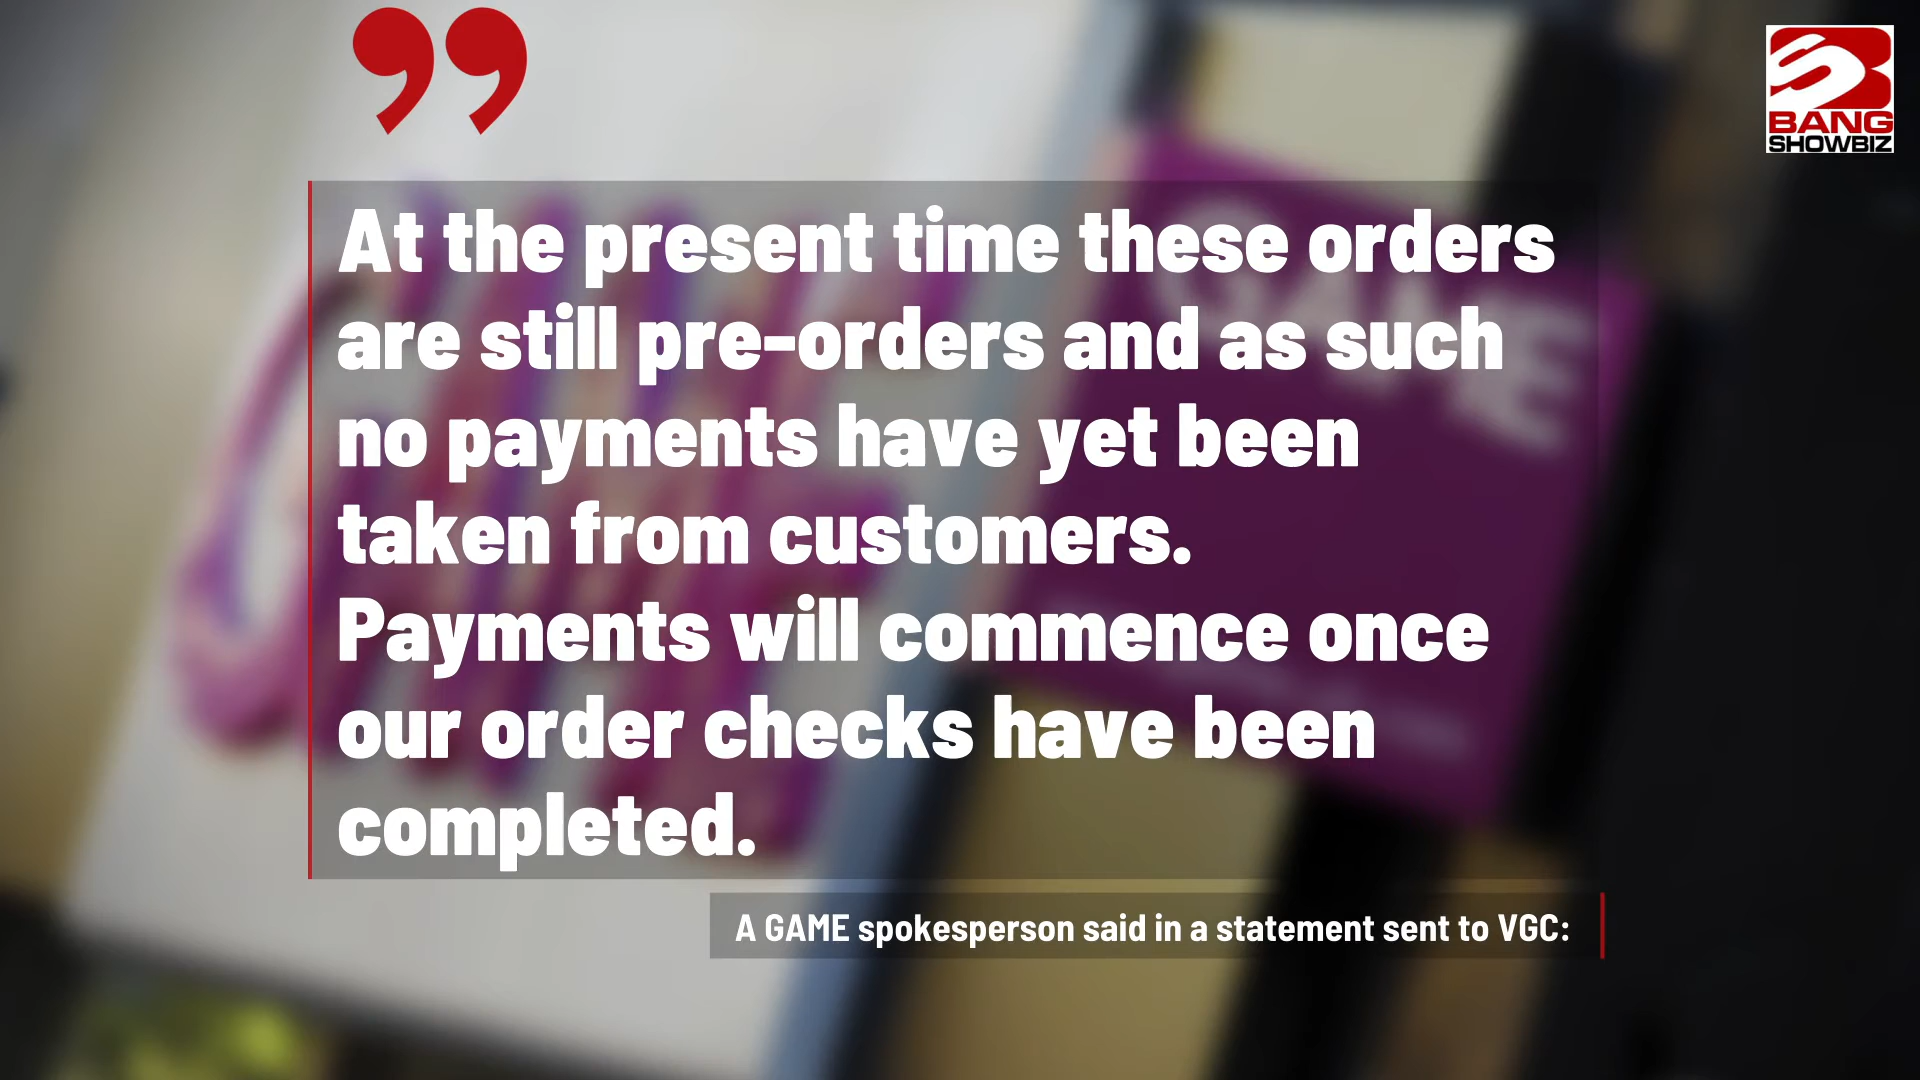 ”
At the present time these orders
are still pre-orders and as such
no payments have yet been
taken from customers.
Payments will commence once
our order checks have been
completed.
A GAME spokesperson said in a statement sent to VGC:
BANG
SHOWBIZ
GAME